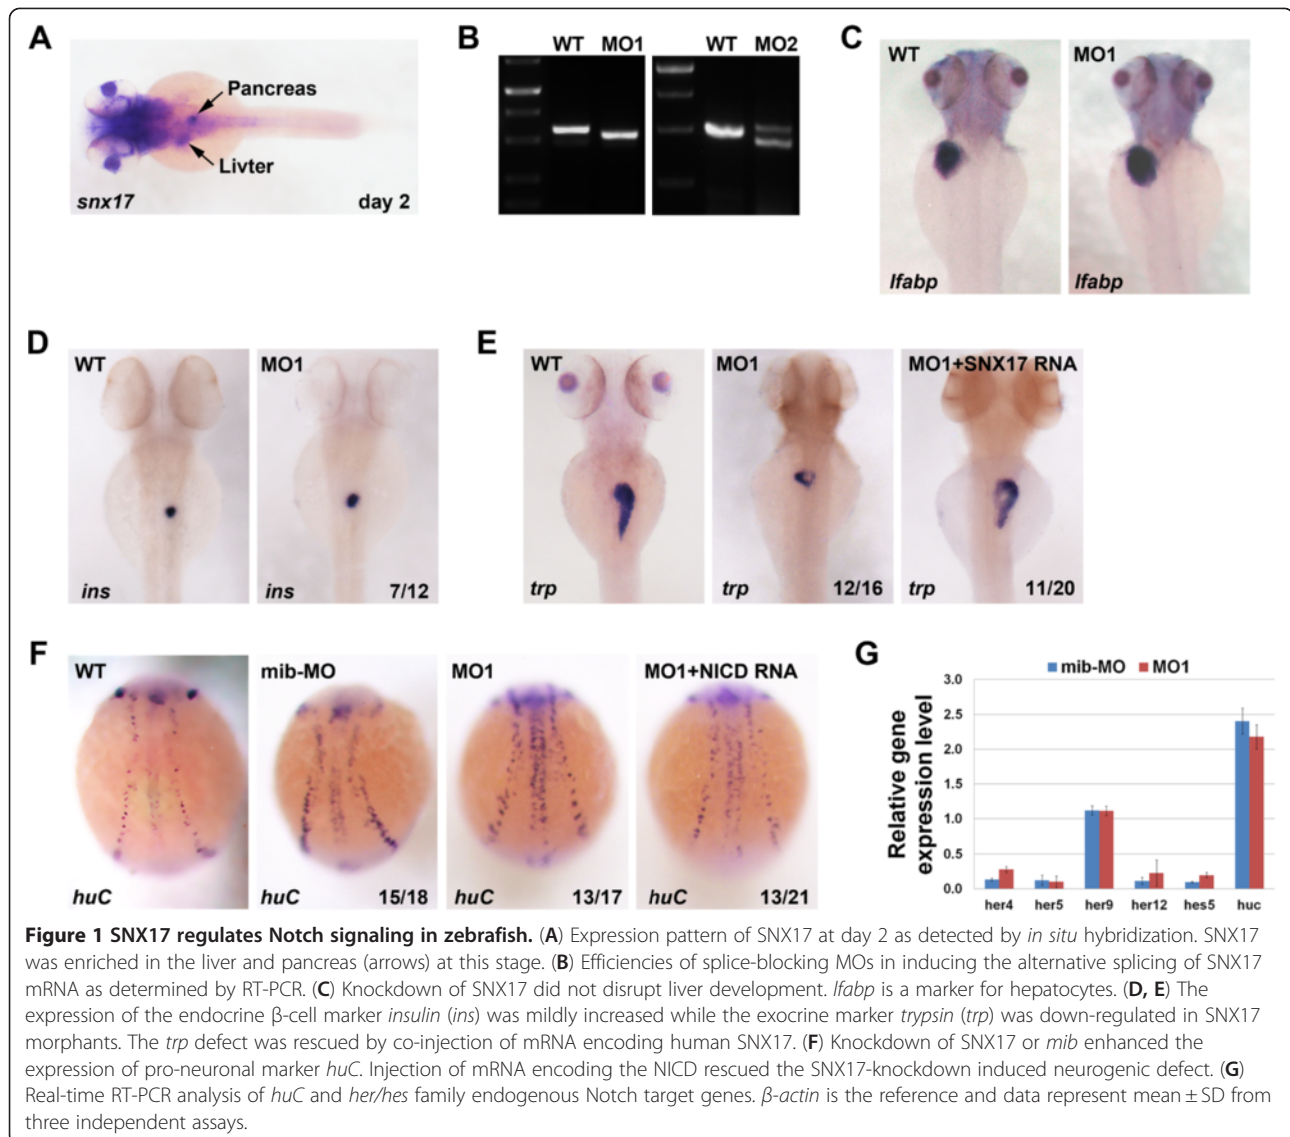 A
Pancreas
Livter
snx17
day 2
B
WT MO1
WT MO2
C
WT
lfabp
MO1
lfabp
D
WT
ins
MO1
ins 7/12
E
WT
trp
MO1
trp 12/16
MO1+SNX17 RNA
trp 11/20
F
WT
huC
mib-MO
huC 15/18
MO1
huC 13/17
MO1+NICD RNA
huC 13/21
G
mib-MO MO1
Relative gene
expression level
3.0
2.5
2.0
1.5
1.0
0.5
0.0
her4 her5 her9 her12 hes5 huc
Figure 1 SNX17 regulates Notch signaling in zebrafish. (A) Expression pattern of SNX17 at day 2 as detected by in situ hybridization. SNX17
was enriched in the liver and pancreas (arrows) at this stage. (B) Efficiencies of splice-blocking MOs in inducing the alternative splicing of SNX17
mRNA as determined by RT-PCR. (C) Knockdown of SNX17 did not disrupt liver development. lfabp is a marker for hepatocytes. (D, E) The
expression of the endocrine β-cell marker insulin (ins) was mildly increased while the exocrine marker trypsin (trp) was down-regulated in SNX17
morphants. The trp defect was rescued by co-injection of mRNA encoding human SNX17. (F) Knockdown of SNX17 or mib enhanced the
expression of pro-neuronal marker huC. Injection of mRNA encoding the NICD rescued the SNX17-knockdown induced neurogenic defect. (G)
Real-time RT-PCR analysis of huC and her/hes family endogenous Notch target genes. β-actin is the reference and data represent mean ± SD from
three independent assays.